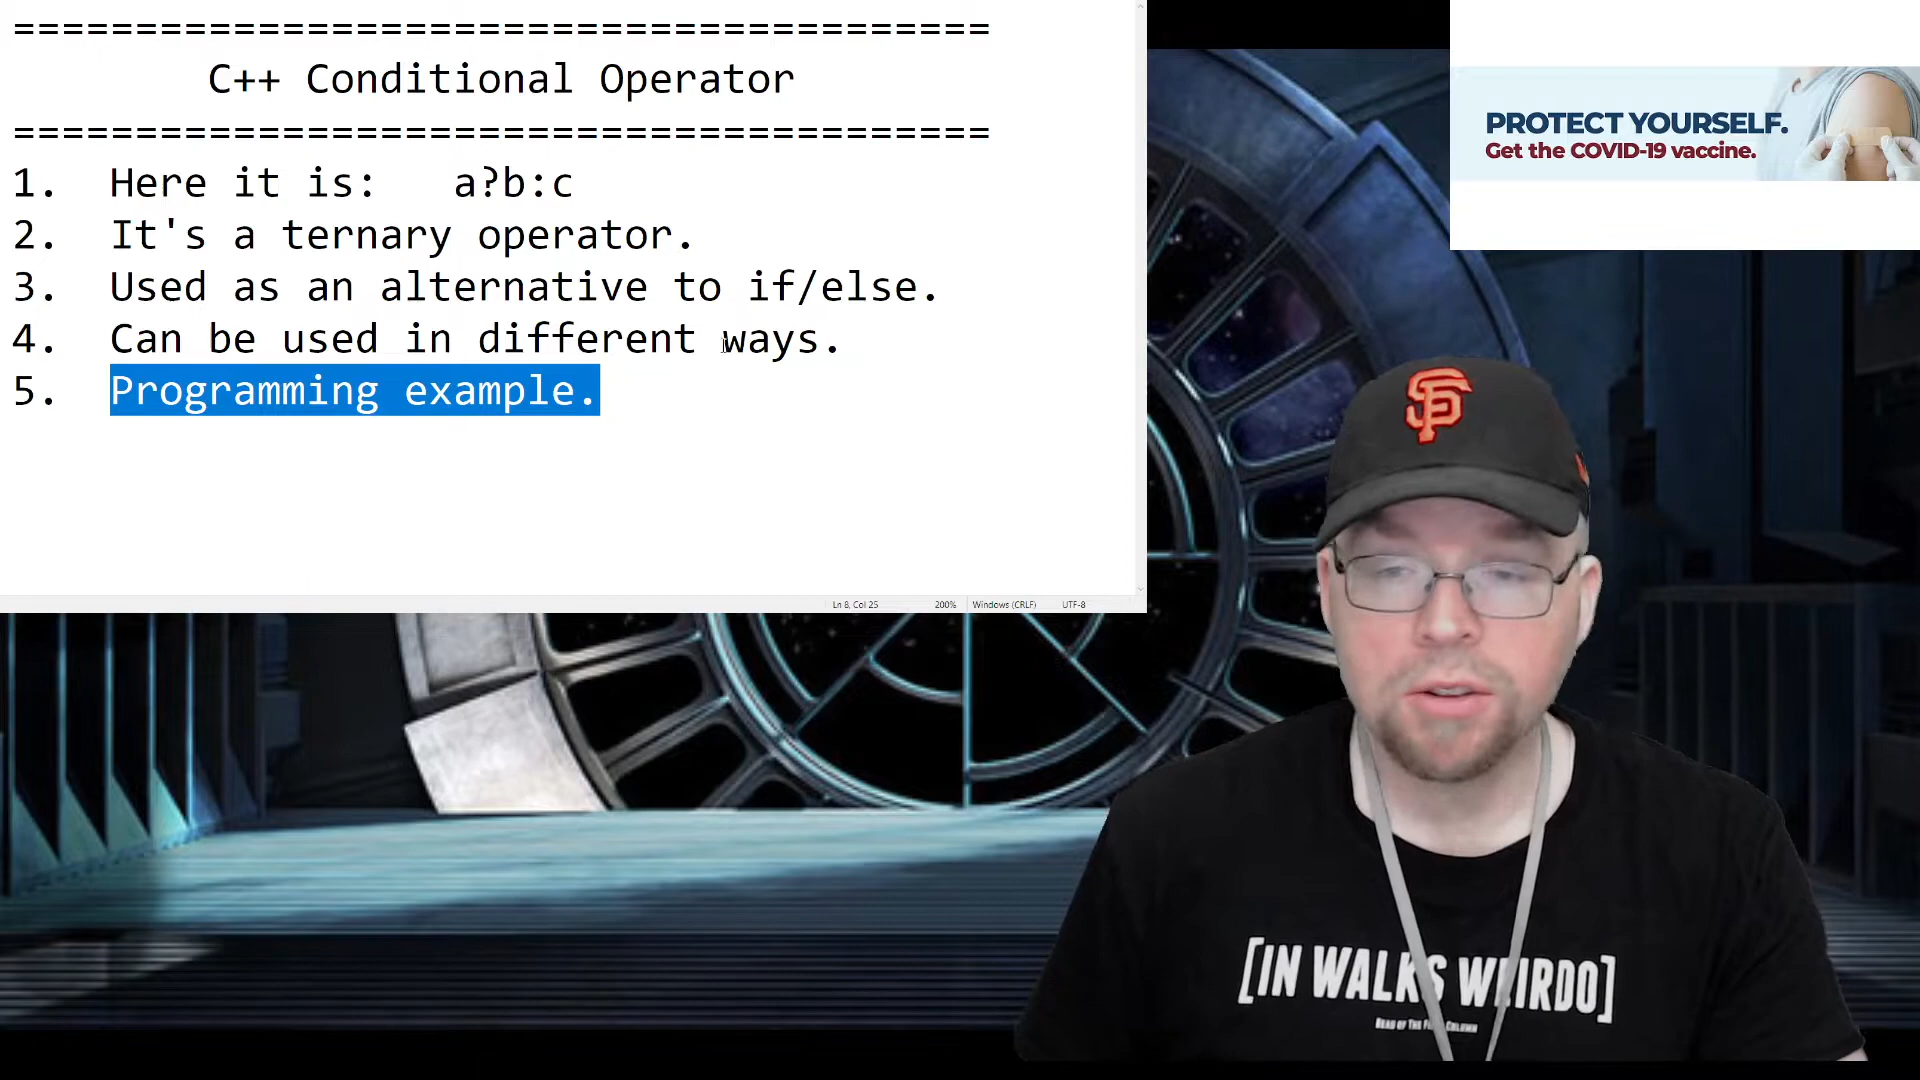 ========================================
C++ Conditional Operator
========================================
1. Here it is: a?b:c
2. It's a ternary operator.
3. Used as an alternative to if/else.
4. Can be used in different ways.
5. Programming example.
Ln 8, Col 25 200% Windows (CRLF) UTF-8
PROTECT YOURSELF.
Get the COVID-19 vaccine.
SF
[IN WALKS WEIRDO]